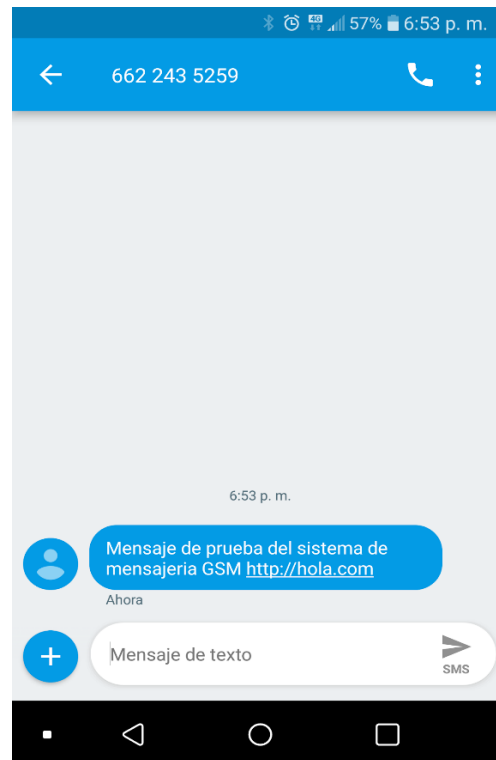 4G 57% 6:53 p. m.
662 243 5259
6:53 p. m.
Mensaje de prueba del sistema de
mensajeria GSM http://hola.com
Ahora
Mensaje de texto
SMS